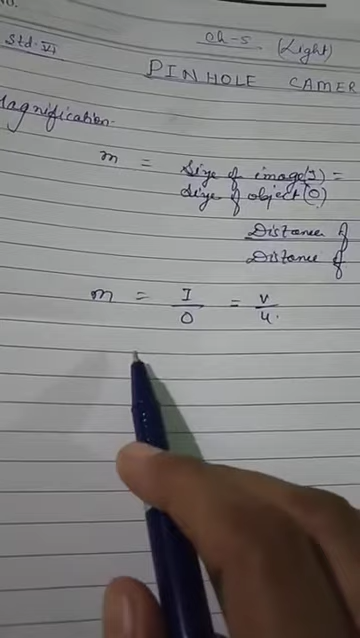 Ch-5 (Light)
Std-VI
PINHOLE CAMER
Magnification.
m = Size of image(I) =
Size of object(O)
Distance of
Distance of
m = I = v
O u.